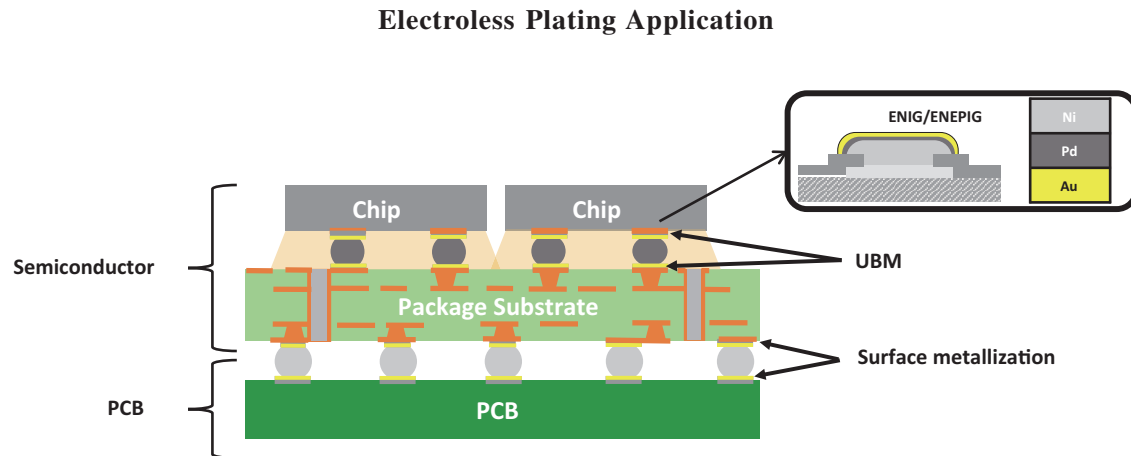 Electroless Plating Application
ENIG/ENEPIG
Ni
Pd
Au
Chip
Chip
Semiconductor
UBM
Package Substrate
Surface metallization
PCB
PCB